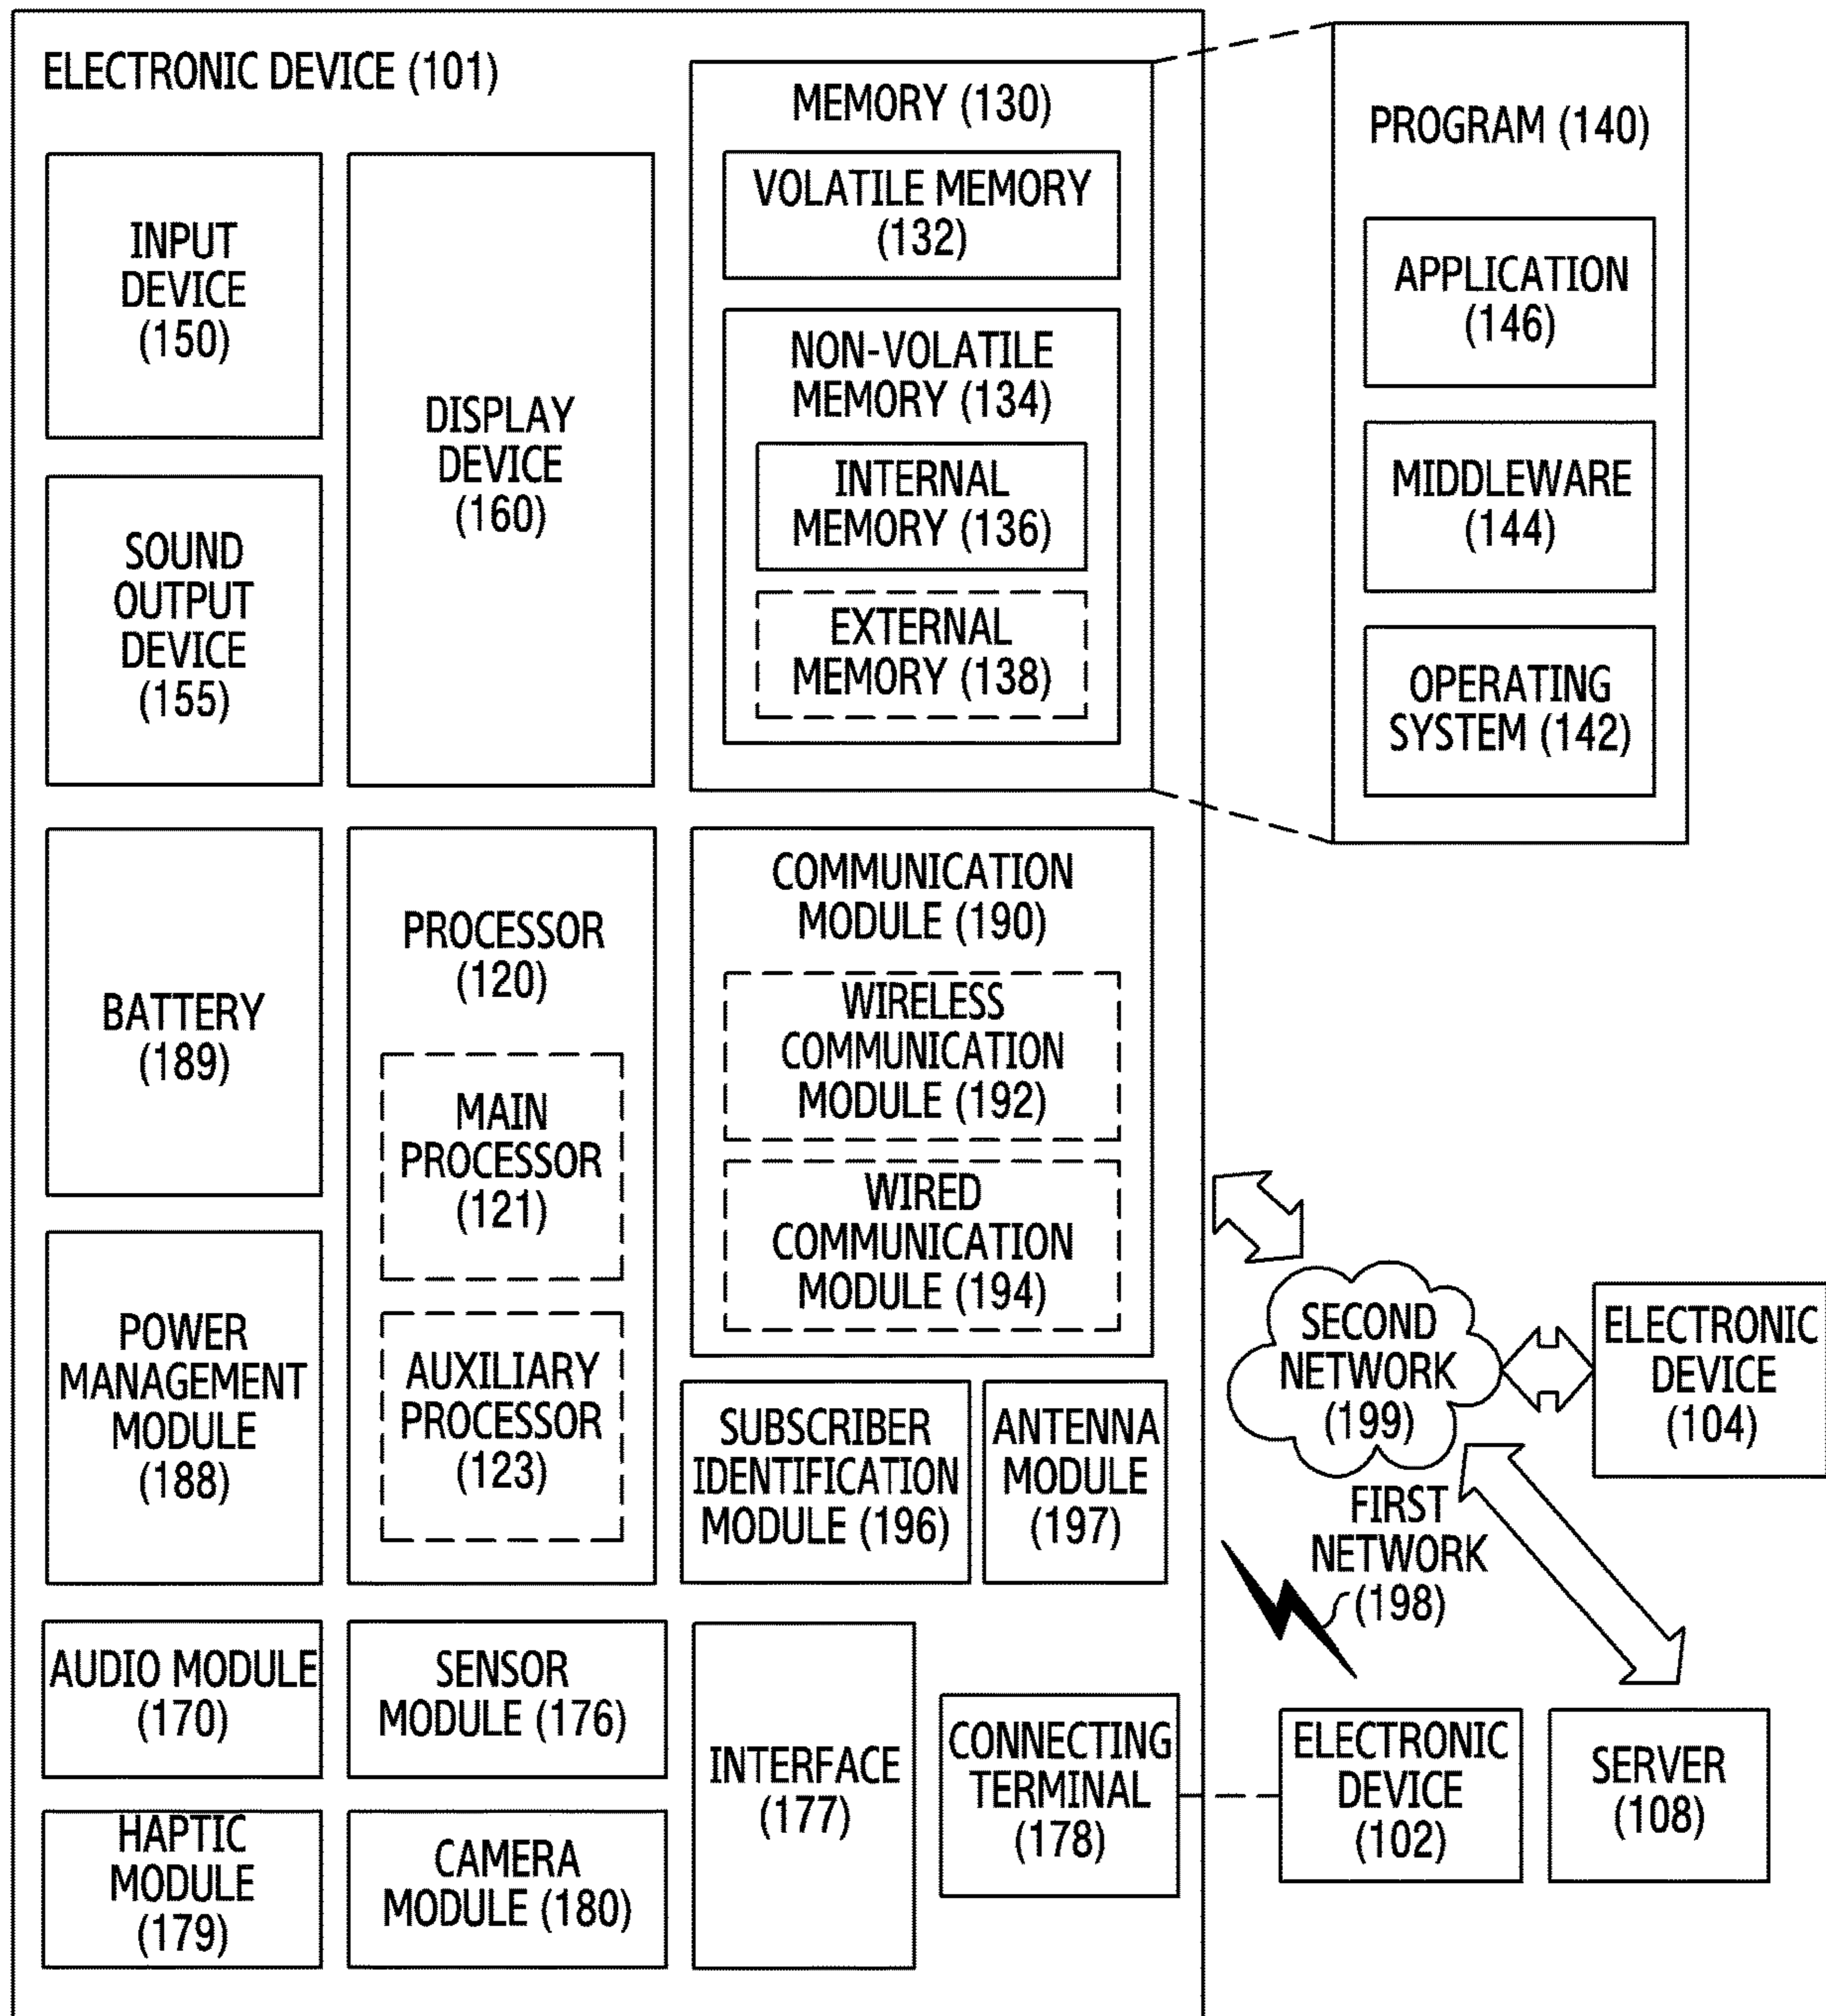 ELECTRONIC DEVICE (101)
INPUT
DEVICE
(150)
SOUND
OUTPUT
DEVICE
(155)
DISPLAY
DEVICE
(160)
MEMORY (130)
VOLATILE MEMORY
(132)
NON-VOLATILE
MEMORY (134)
INTERNAL
MEMORY (136)
EXTERNAL
MEMORY (138)
PROGRAM (140)
APPLICATION
(146)
MIDDLEWARE
(144)
OPERATING
SYSTEM (142)
BATTERY
(189)
POWER
MANAGEMENT
MODULE
(188)
PROCESSOR
(120)
MAIN
PROCESSOR
(121)
AUXILIARY
PROCESSOR
(123)
COMMUNICATION
MODULE (190)
WIRELESS
COMMUNICATION
MODULE (192)
WIRED
COMMUNICATION
MODULE (194)
SUBSCRIBER
IDENTIFICATION
MODULE (196)
ANTENNA
MODULE
(197)
SECOND
NETWORK
(199)
ELECTRONIC
DEVICE
(104)
FIRST
NETWORK
(198)
AUDIO MODULE
(170)
SENSOR
MODULE (176)
HAPTIC
MODULE
(179)
CAMERA
MODULE (180)
INTERFACE
(177)
CONNECTING
TERMINAL
(178)
ELECTRONIC
DEVICE
(102)
SERVER
(108)